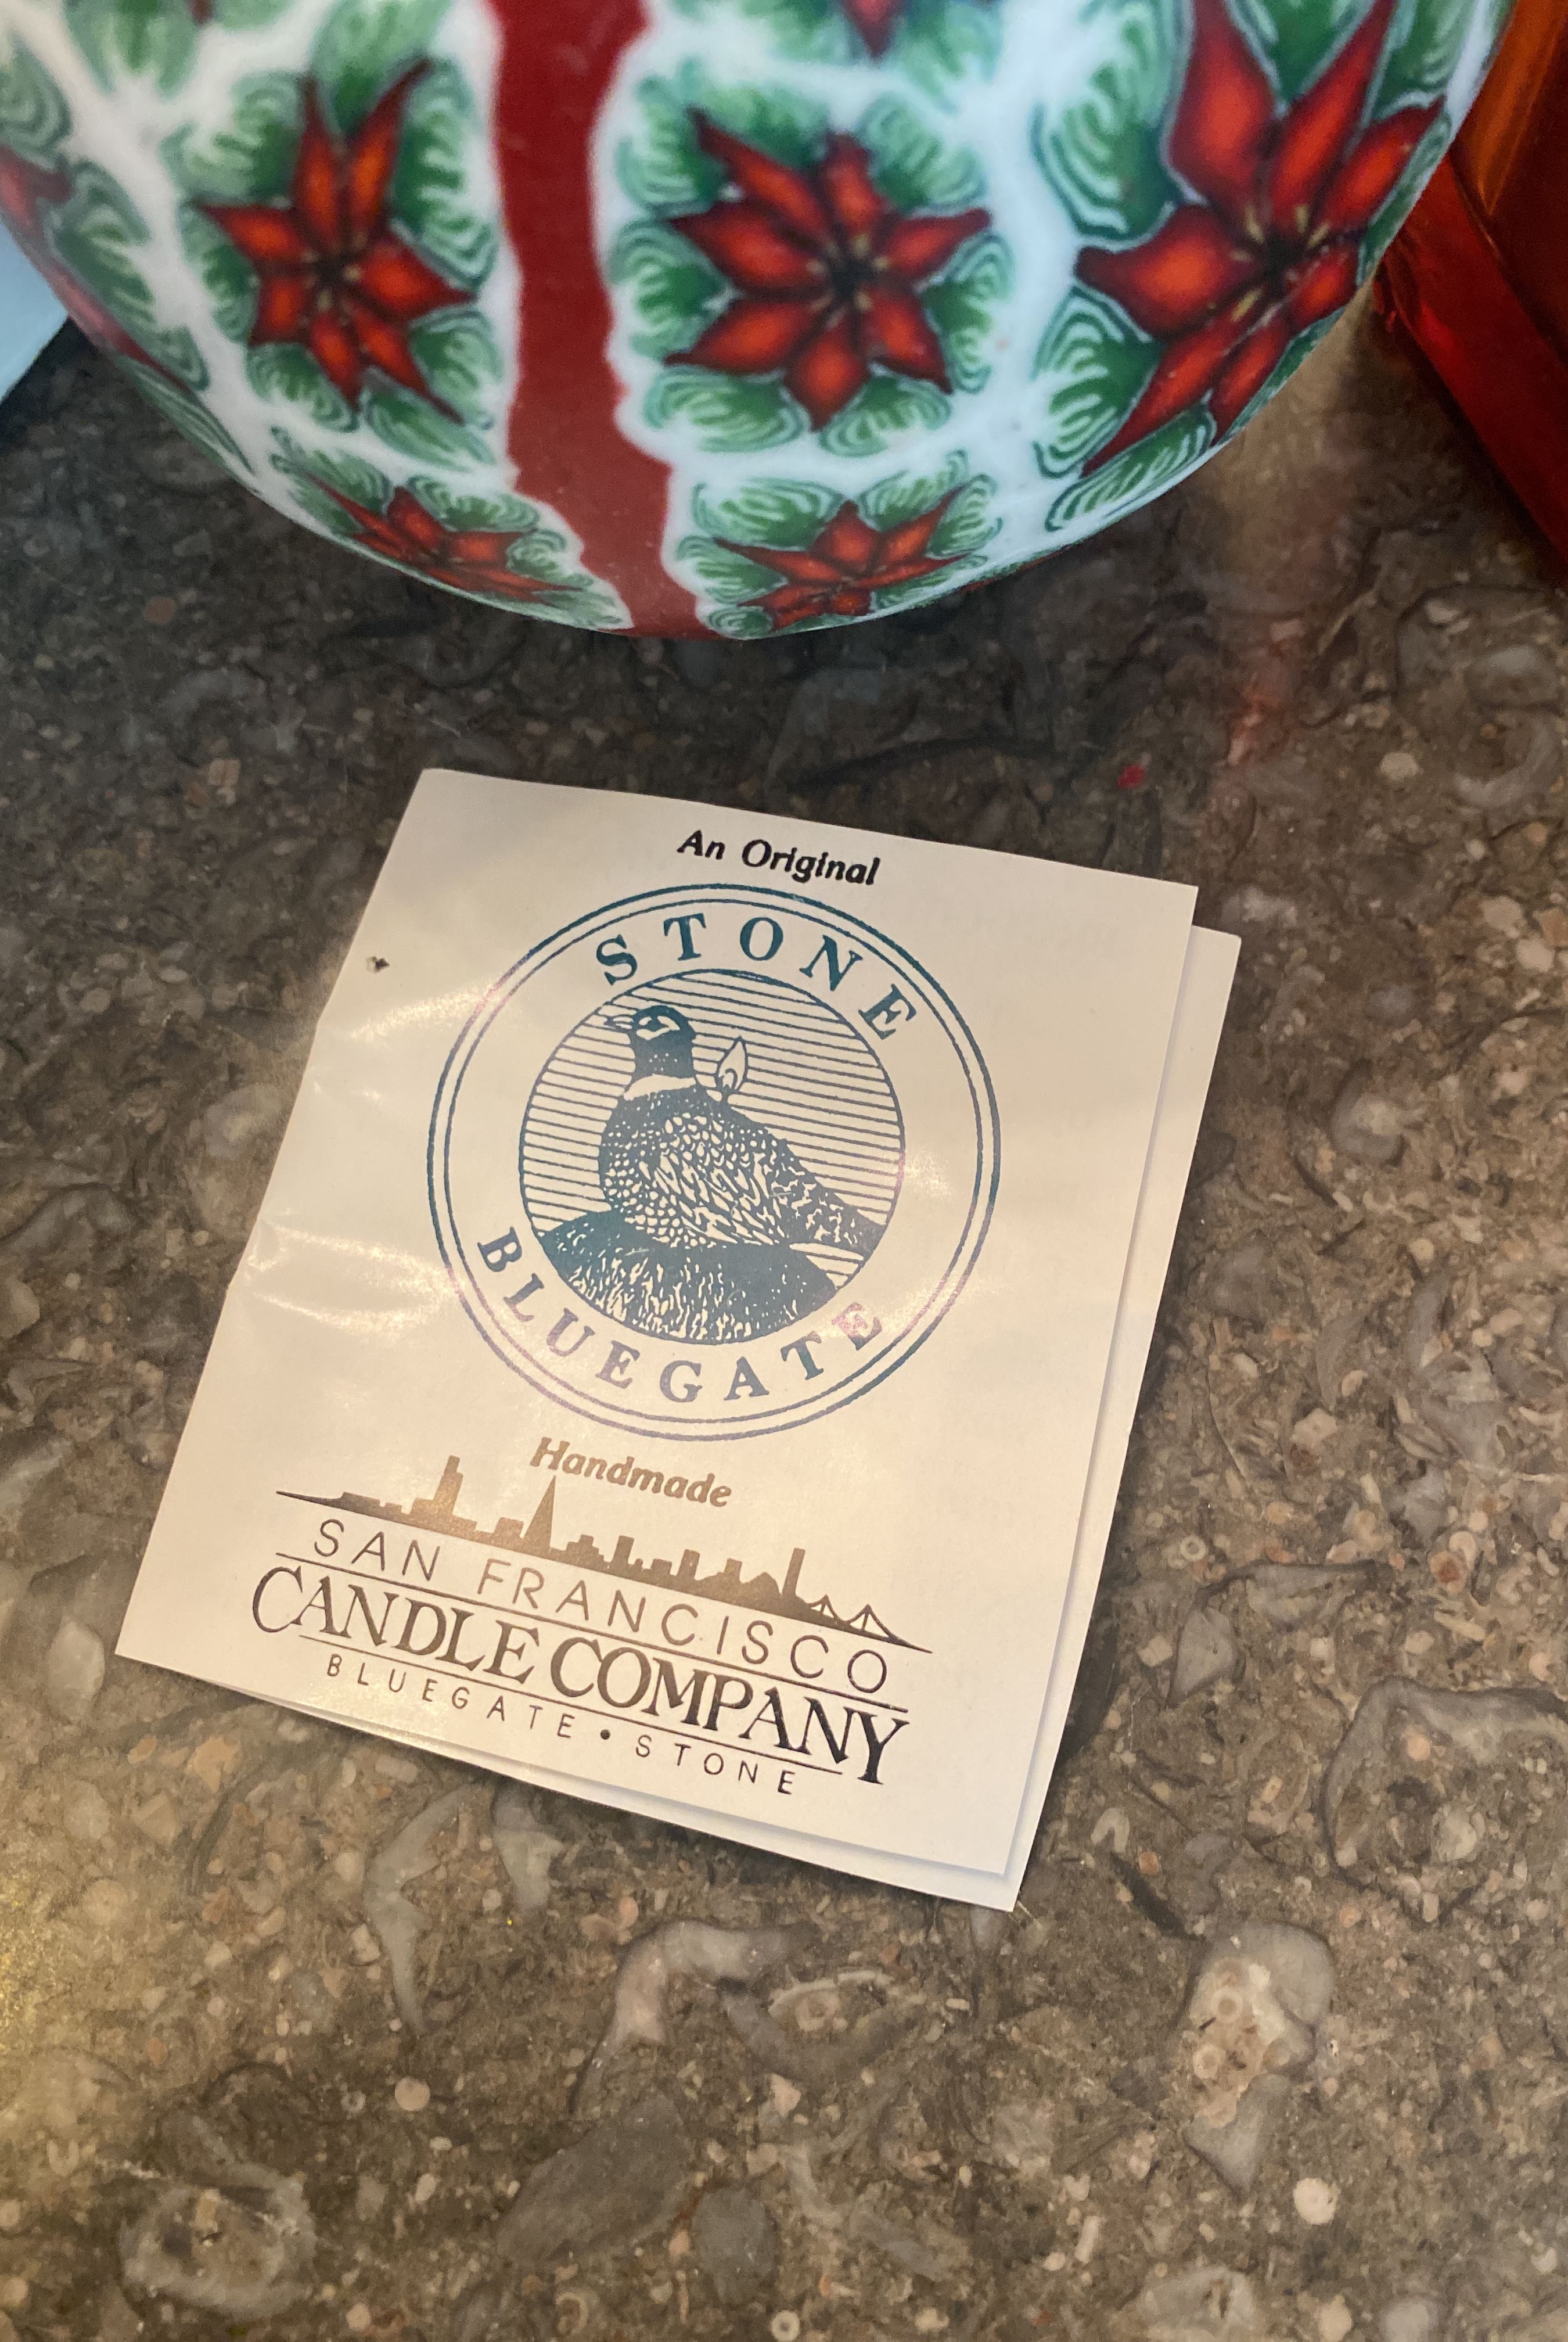 An Original
STONE
BLUEGATE
Handmade
SAN FRANCISCO
CANDLE COMPANY
BLUEGATE • STONE